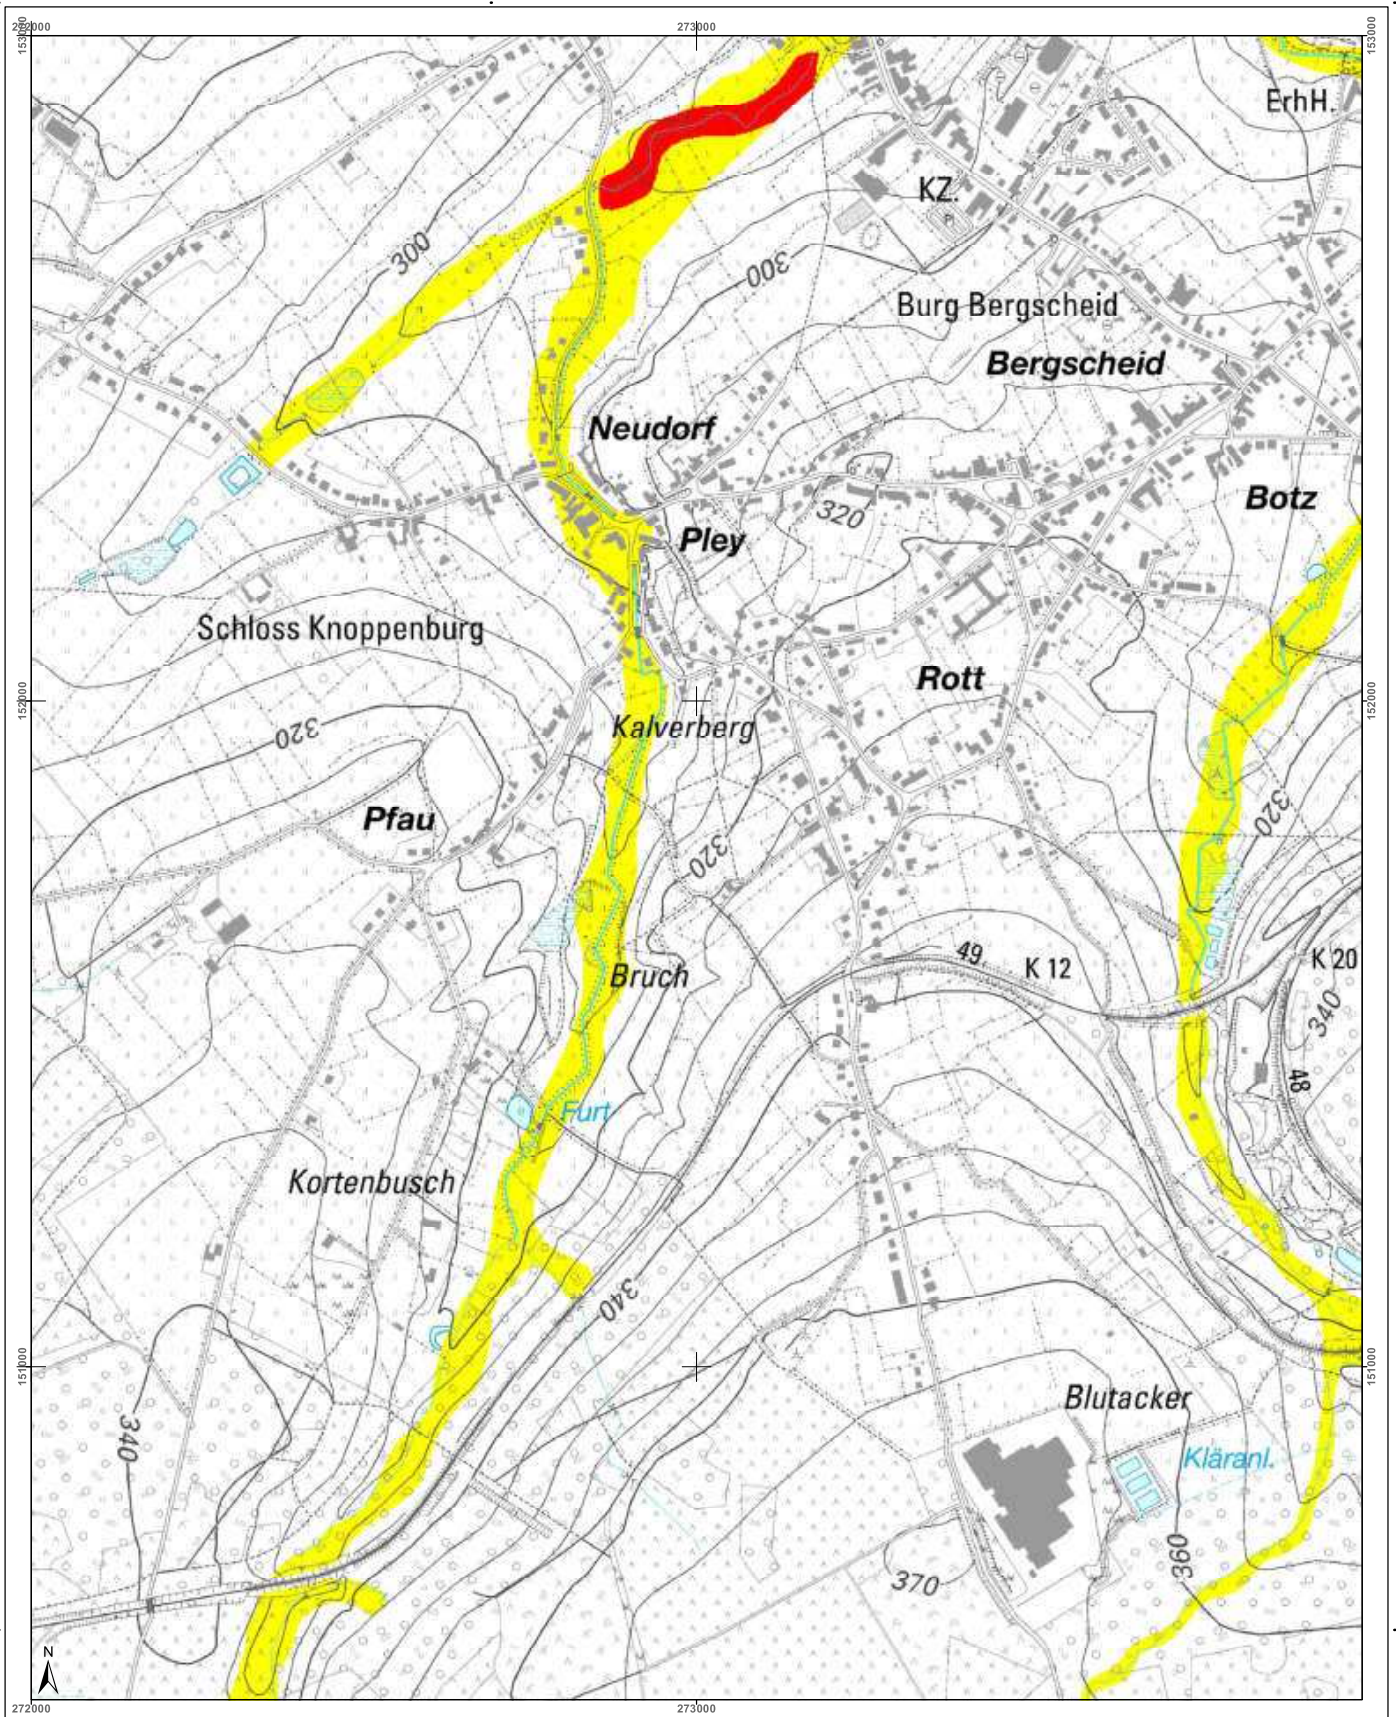 272000
273000
153000
153000
ErhH.
KZ.
300
300
Burg Bergscheid
Bergscheid
Neudorf
Botz
320
Pley
Schloss Knoppenburg
Rott
152000
152000
Kalverberg
320
320
Pfau
320
49
K 12
K 20
Bruch
340
48
Furt
Kortenbusch
340
151000
151000
Blutacker
340
Kläranl.
360
370
N
272000
273000